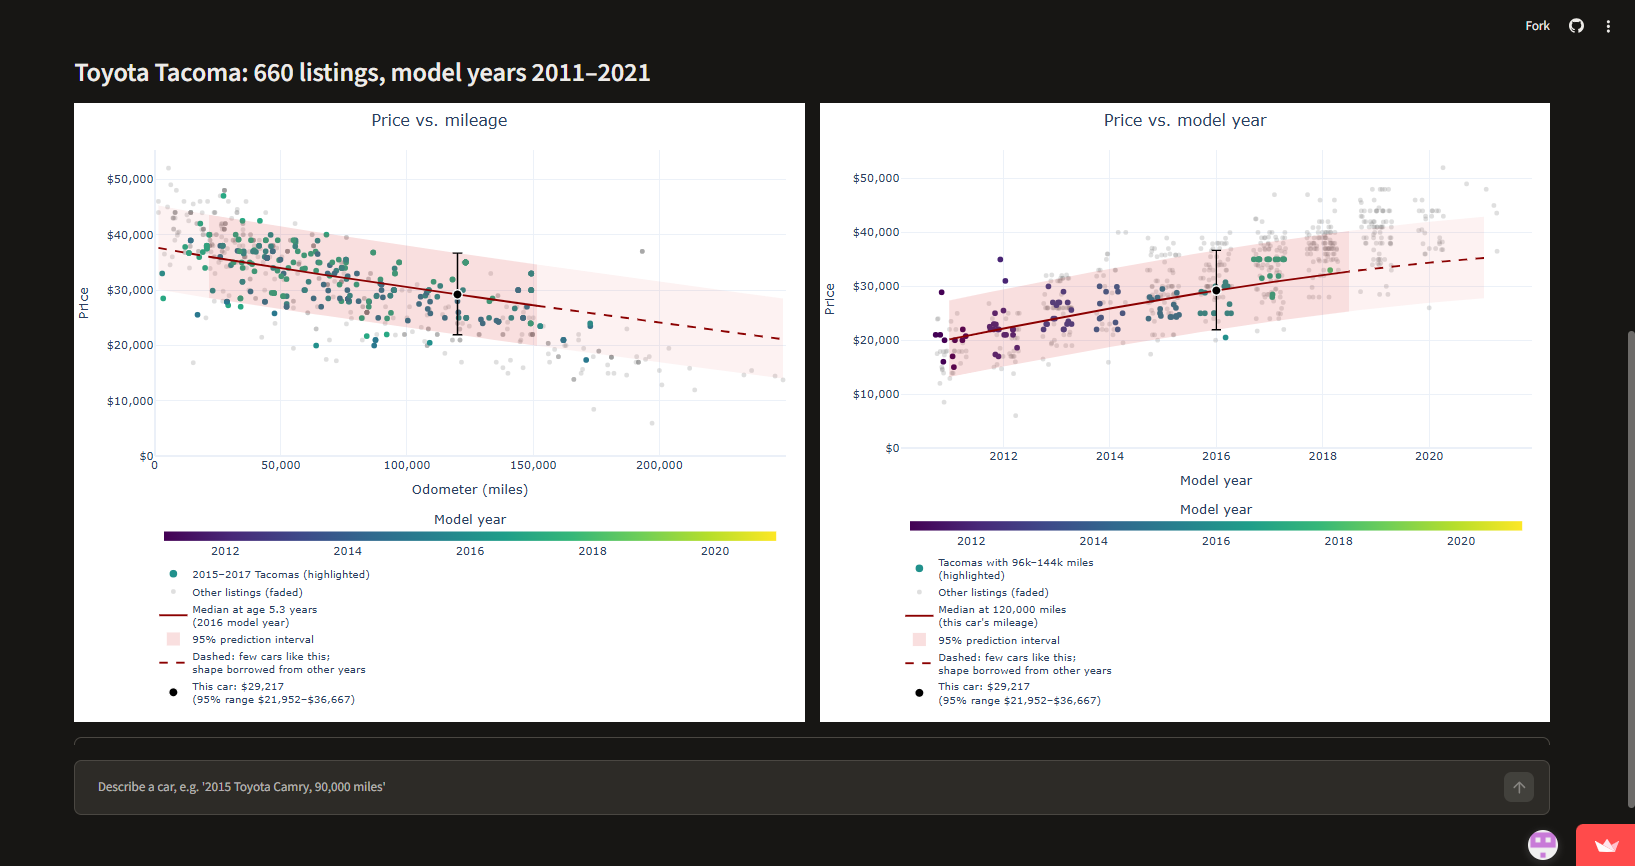 Fork
Toyota Tacoma: 660 listings, model years 2011–2021
Price vs. mileage
Price
$50,000
$40,000
$30,000
$20,000
$10,000
$0
0
50,000
100,000
150,000
200,000
Odometer (miles)
Model year
2012
2014
2016
2018
2020
2015–2017 Tacomas (highlighted)
Other listings (faded)
Median at age 5.3 years
(2016 model year)
95% prediction interval
Dashed: few cars like this;
shape borrowed from other years
This car: $29,217
(95% range $21,952–$36,667)
Price vs. model year
Price
$50,000
$40,000
$30,000
$20,000
$10,000
$0
2012
2014
2016
2018
2020
Model year
Model year
2012
2014
2016
2018
2020
Tacomas with 96k–144k miles
(highlighted)
Other listings (faded)
Median at 120,000 miles
(this car's mileage)
95% prediction interval
Dashed: few cars like this;
shape borrowed from other years
This car: $29,217
(95% range $21,952–$36,667)
Describe a car, e.g. '2015 Toyota Camry, 90,000 miles'